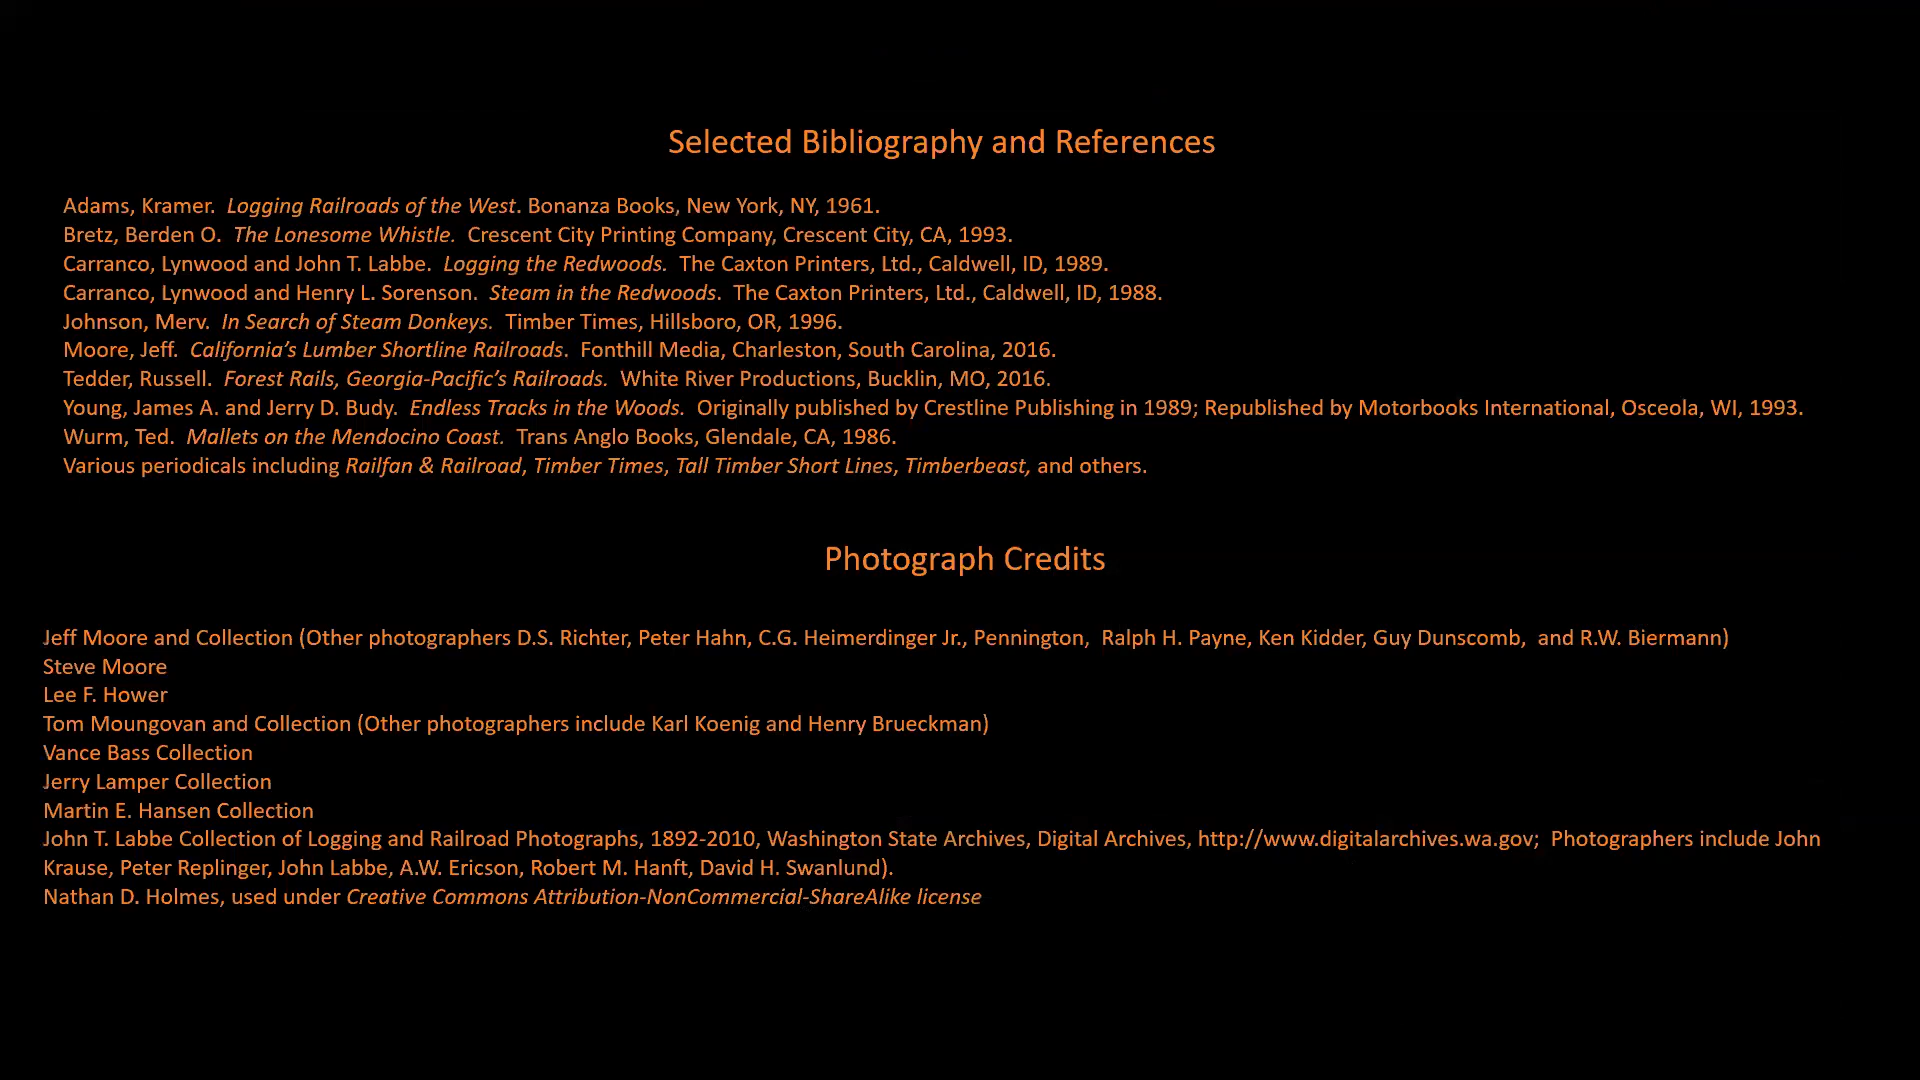 Selected Bibliography and References
Adams, Kramer.  Logging Railroads of the West. Bonanza Books, New York, NY, 1961.
Bretz, Berden O.  The Lonesome Whistle.  Crescent City Printing Company, Crescent City, CA, 1993.
Carranco, Lynwood and John T. Labbe.  Logging the Redwoods.  The Caxton Printers, Ltd., Caldwell, ID, 1989.
Carranco, Lynwood and Henry L. Sorenson.  Steam in the Redwoods.  The Caxton Printers, Ltd., Caldwell, ID, 1988.
Johnson, Merv.  In Search of Steam Donkeys.  Timber Times, Hillsboro, OR, 1996.
Moore, Jeff.  California’s Lumber Shortline Railroads.  Fonthill Media, Charleston, South Carolina, 2016.
Tedder, Russell.  Forest Rails, Georgia-Pacific’s Railroads.  White River Productions, Bucklin, MO, 2016.
Young, James A. and Jerry D. Budy.  Endless Tracks in the Woods.  Originally published by Crestline Publishing in 1989; Republished by Motorbooks International, Osceola, WI, 1993.
Wurm, Ted.  Mallets on the Mendocino Coast.  Trans Anglo Books, Glendale, CA, 1986.
Various periodicals including Railfan & Railroad, Timber Times, Tall Timber Short Lines, Timberbeast, and others.
Photograph Credits
Jeff Moore and Collection (Other photographers D.S. Richter, Peter Hahn, C.G. Heimerdinger Jr., Pennington,  Ralph H. Payne, Ken Kidder, Guy Dunscomb,  and R.W. Biermann)
Steve Moore
Lee F. Hower
Tom Moungovan and Collection (Other photographers include Karl Koenig and Henry Brueckman)
Vance Bass Collection
Jerry Lamper Collection
Martin E. Hansen Collection
John T. Labbe Collection of Logging and Railroad Photographs, 1892-2010, Washington State Archives, Digital Archives, http://www.digitalarchives.wa.gov;  Photographers include John
Krause, Peter Replinger, John Labbe, A.W. Ericson, Robert M. Hanft, David H. Swanlund).
Nathan D. Holmes, used under Creative Commons Attribution-NonCommercial-ShareAlike license